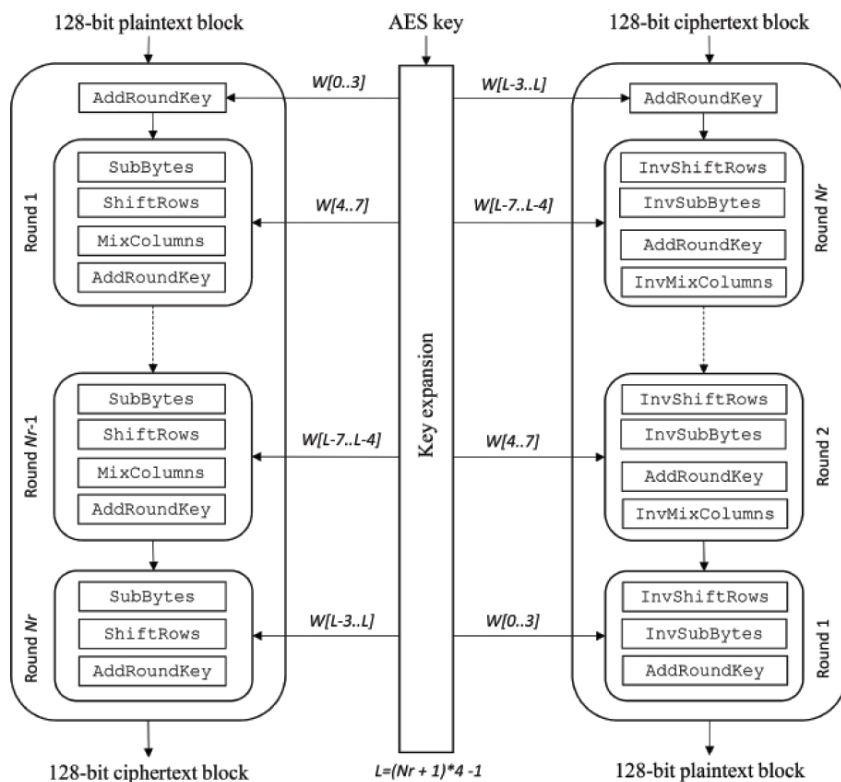 128-bit plaintext block
AES key
128-bit ciphertext block
AddRoundKey
W[0..3]
W[L-3..L]
AddRoundKey
Round 1
SubBytes
ShiftRows
MixColumns
AddRoundKey
W[4..7]
W[L-7..L-4]
InvShiftRows
InvSubBytes
AddRoundKey
InvMixColumns
Round Nr
Key expansion
Round Nr-1
SubBytes
ShiftRows
MixColumns
AddRoundKey
W[L-7..L-4]
W[4..7]
InvShiftRows
InvSubBytes
AddRoundKey
InvMixColumns
Round 2
Round Nr
SubBytes
ShiftRows
AddRoundKey
W[L-3..L]
W[0..3]
InvShiftRows
InvSubBytes
AddRoundKey
Round 1
128-bit ciphertext block
L=(Nr + 1)*4 -1
128-bit plaintext block